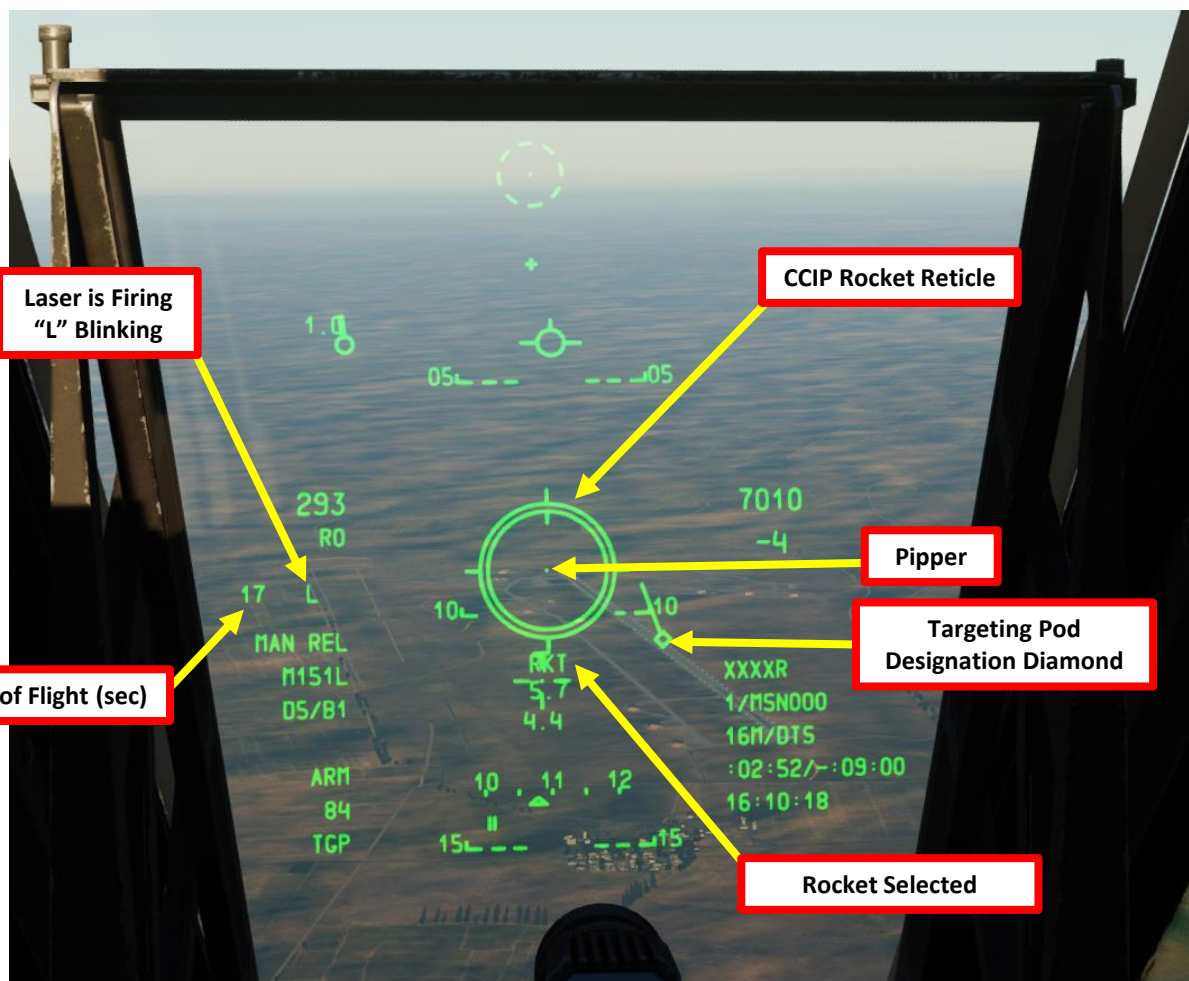 Laser is Firing
“L” Blinking
CCIP Rocket Reticle
1.0
05
05
293
RO
7010
-4
Pipper
17 L
10
10
MAN REL
M151L
D5/B1
Targeting Pod
Designation Diamond
of Flight (sec)
RKT
5.7
4.4
XXXXR
1/MSN000
16M/DTS
:02:52/-:09:00
16:10:18
ARM
84
TGP
10 11 12
15
15
Rocket Selected